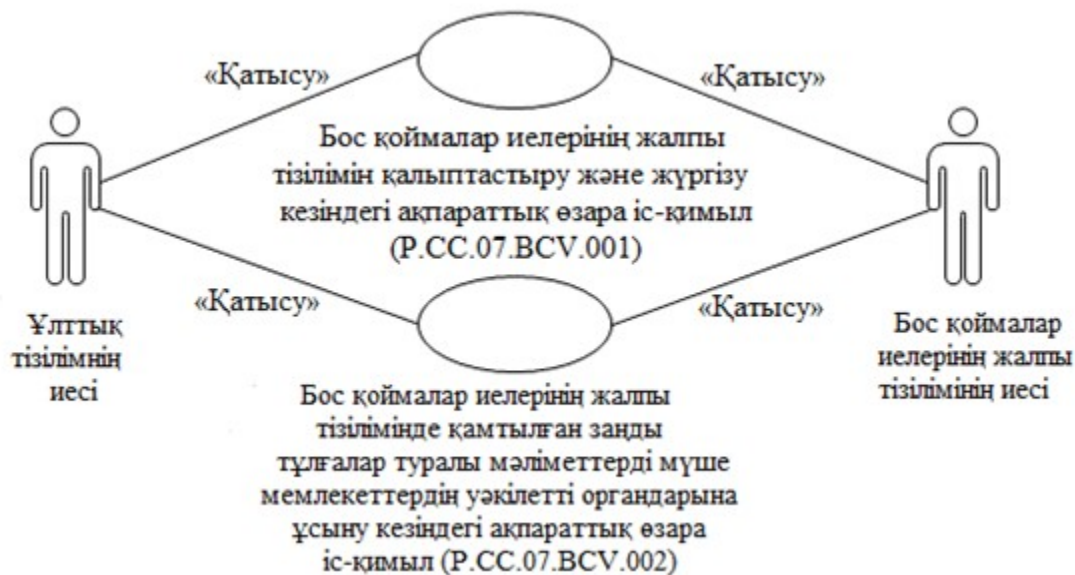 «Қатысу»
«Қатысу»
Бос қоймалар иелерінің жалпы
тізілімін қалыптастыру және жүргізу
кезіндегі ақпараттық өзара іс-қимыл
(P.CC.07.BCV.001)
«Қатысу»
«Қатысу»
Ұлттық
тізілімнің
иесі
Бос қоймалар
иелерінің жалпы
тізілімінің иесі
Бос қоймалар иелерінің жалпы
тізілімінде қамтылған заңды
тұлғалар туралы мәліметтерді мүше
мемлекеттердің уәкілетті органдарына
ұсыну кезіндегі ақпараттық өзара
іс-қимыл (P.CC.07.BCV.002)